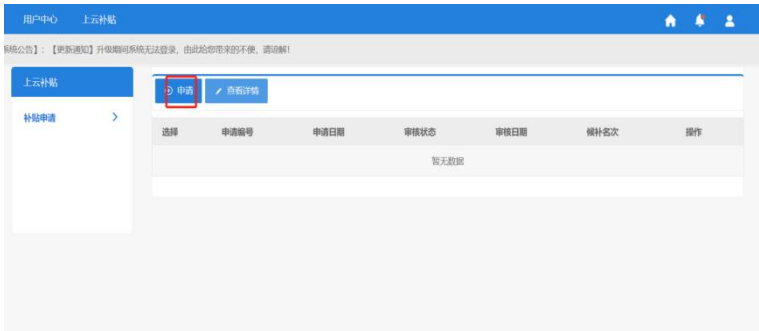 用户中心 上云补贴
系统公告】：【更新通知】升级期间系统无法登录，由此给您带来的不便，请谅解！
上云补贴
申请 查看详情
补贴申请
选择 申请编号 申请日期 审核状态 审核日期 候补名次 操作
暂无数据